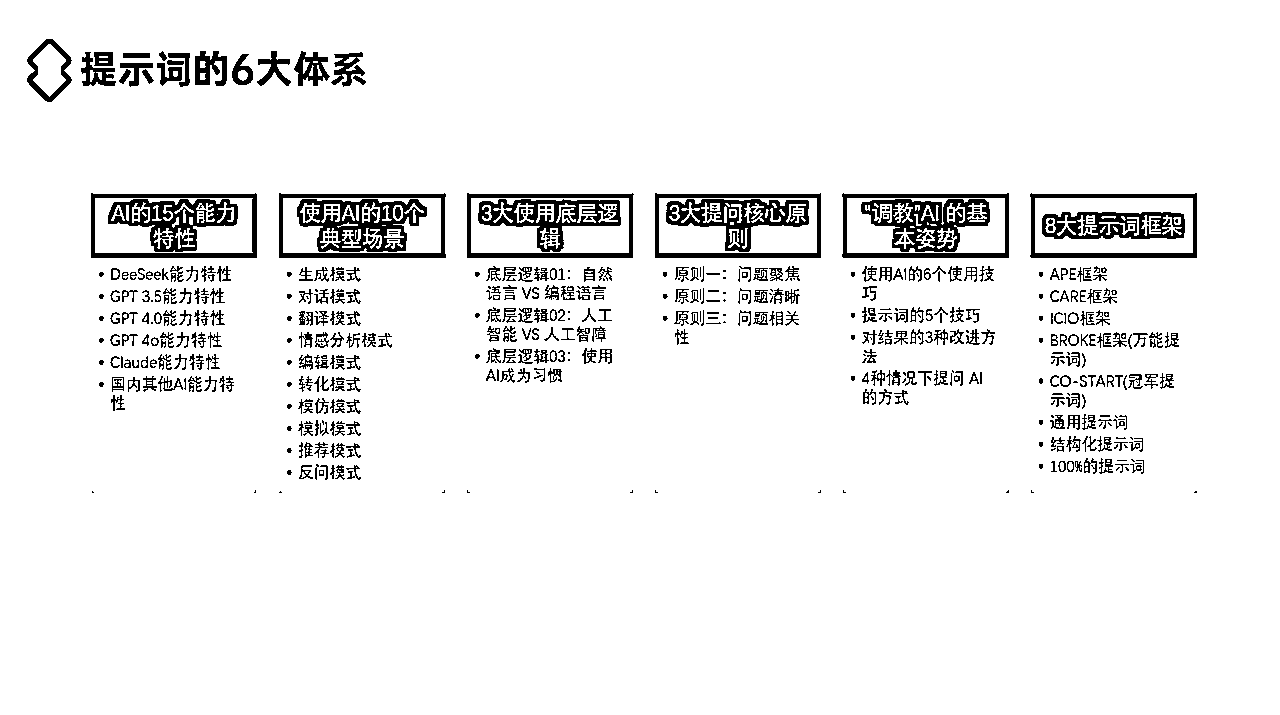 提示词的6大体系
AI的15个能力
特性
• DeeSeek能力特性
• GPT 3.5能力特性
• GPT 4.0能力特性
• GPT 4o能力特性
• Claude能力特性
• 国内其他AI能力特
性
使用AI的10个
典型场景
• 生成模式
• 对话模式
• 翻译模式
• 情感分析模式
• 编辑模式
• 转化模式
• 模仿模式
• 模拟模式
• 推荐模式
• 反问模式
3大使用底层逻
辑
• 底层逻辑01：自然
语言 VS 编程语言
• 底层逻辑02：人工
智能 VS 人工智障
• 底层逻辑03：使用
AI成为习惯
3大提问核心原
则
• 原则一：问题聚焦
• 原则二：问题清晰
• 原则三：问题相关
性
"调教"AI 的基
本姿势
• 使用AI的6个使用技
巧
• 提示词的5个技巧
• 对结果的3种改进方
法
• 4种情况下提问 AI
的方式
8大提示词框架
• APE框架
• CARE框架
• ICIO框架
• BROKE框架(万能提
示词)
• CO-START(冠军提
示词)
• 通用提示词
• 结构化提示词
• 100%的提示词